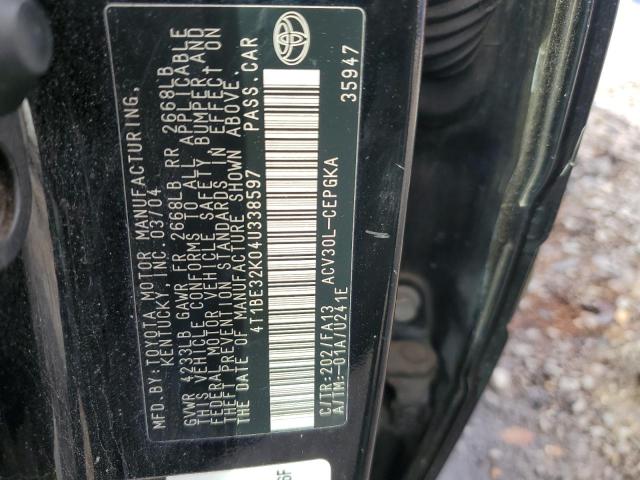 MFD.BY:TOYOTA MOTOR MANUFACTURING,
KENTUCKY, INC. 03/04
GVWR 4233LB GAWR FR 2668LB RR 2668LB
THIS VEHICLE CONFORMS TO ALL APPLICABLE
FEDERAL MOTOR VEHICLE SAFETY, BUMPER AND
THEFT PREVENTION STANDARDS IN EFFECT ON
THE DATE OF MANUFACTURE SHOWN ABOVE.
4T1BE32K04U338597 PASS CAR
C/TR:202/FA13 ACV30L-CEPGKA 35947
A/TM:-01A/U241E